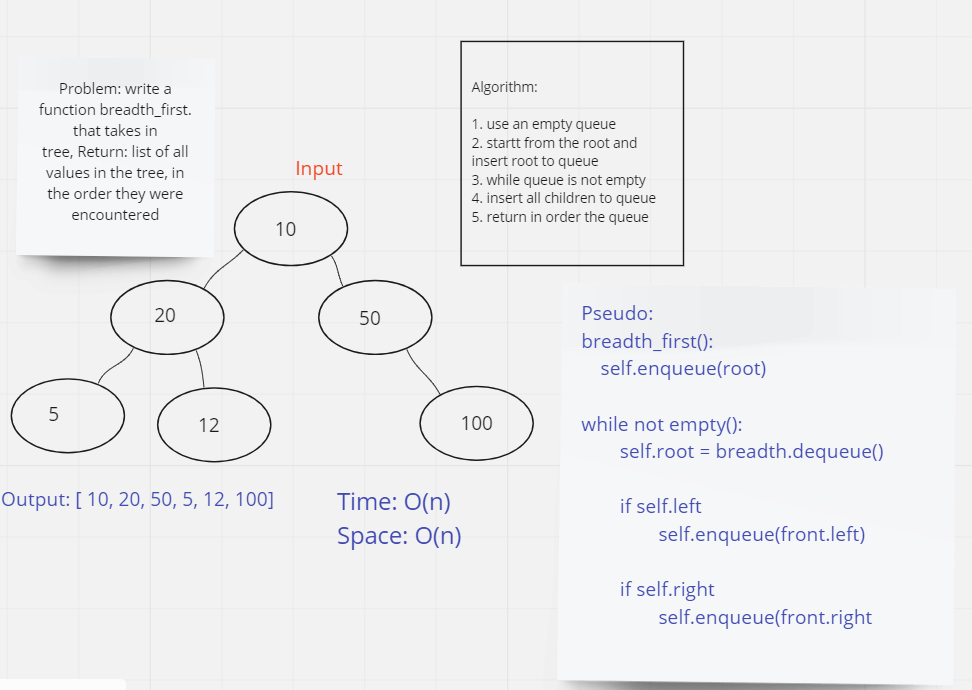 Problem: write a
function breadth_first.
that takes in
tree, Return: list of all
values in the tree, in
the order they were
encountered
Algorithm:
1. use an empty queue
2. startt from the root and
insert root to queue
3. while queue is not empty
4. insert all children to queue
5. return in order the queue
Input
10
20
50
5
12
100
Output: [ 10, 20, 50, 5, 12, 100]
Time: O(n)
Space: O(n)
Pseudo:
breadth_first():
self.enqueue(root)
while not empty():
self.root = breadth.dequeue()
if self.left
self.enqueue(front.left)
if self.right
self.enqueue(front.right